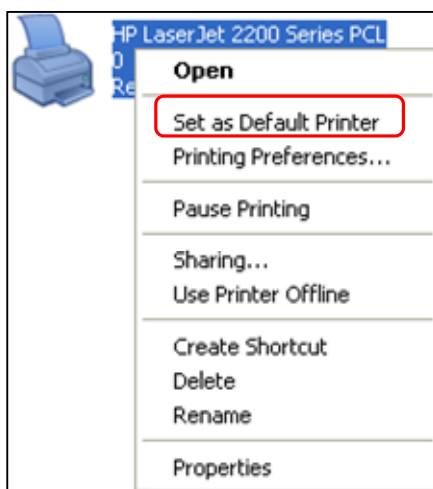 HP LaserJet 2200 Series PCL
0
Re
Open
Set as Default Printer
Printing Preferences...
Pause Printing
Sharing...
Use Printer Offline
Create Shortcut
Delete
Rename
Properties